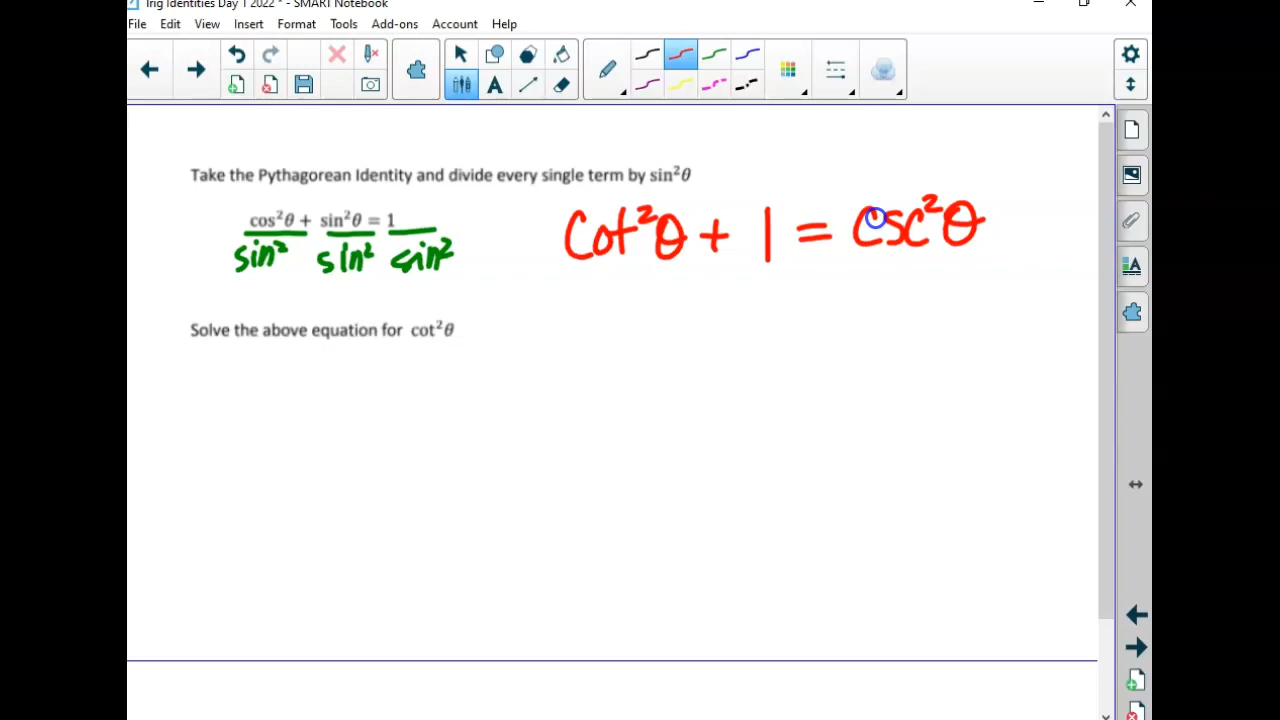 Trig Identities Day 1 2022 * - SMART Notebook
File Edit View Insert Format Tools Add-ons Account Help
Take the Pythagorean Identity and divide every single term by sin²θ
cos²θ + sin²θ = 1
sin² sin² sin²
cot²θ + 1 = csc²θ
Solve the above equation for cot²θ